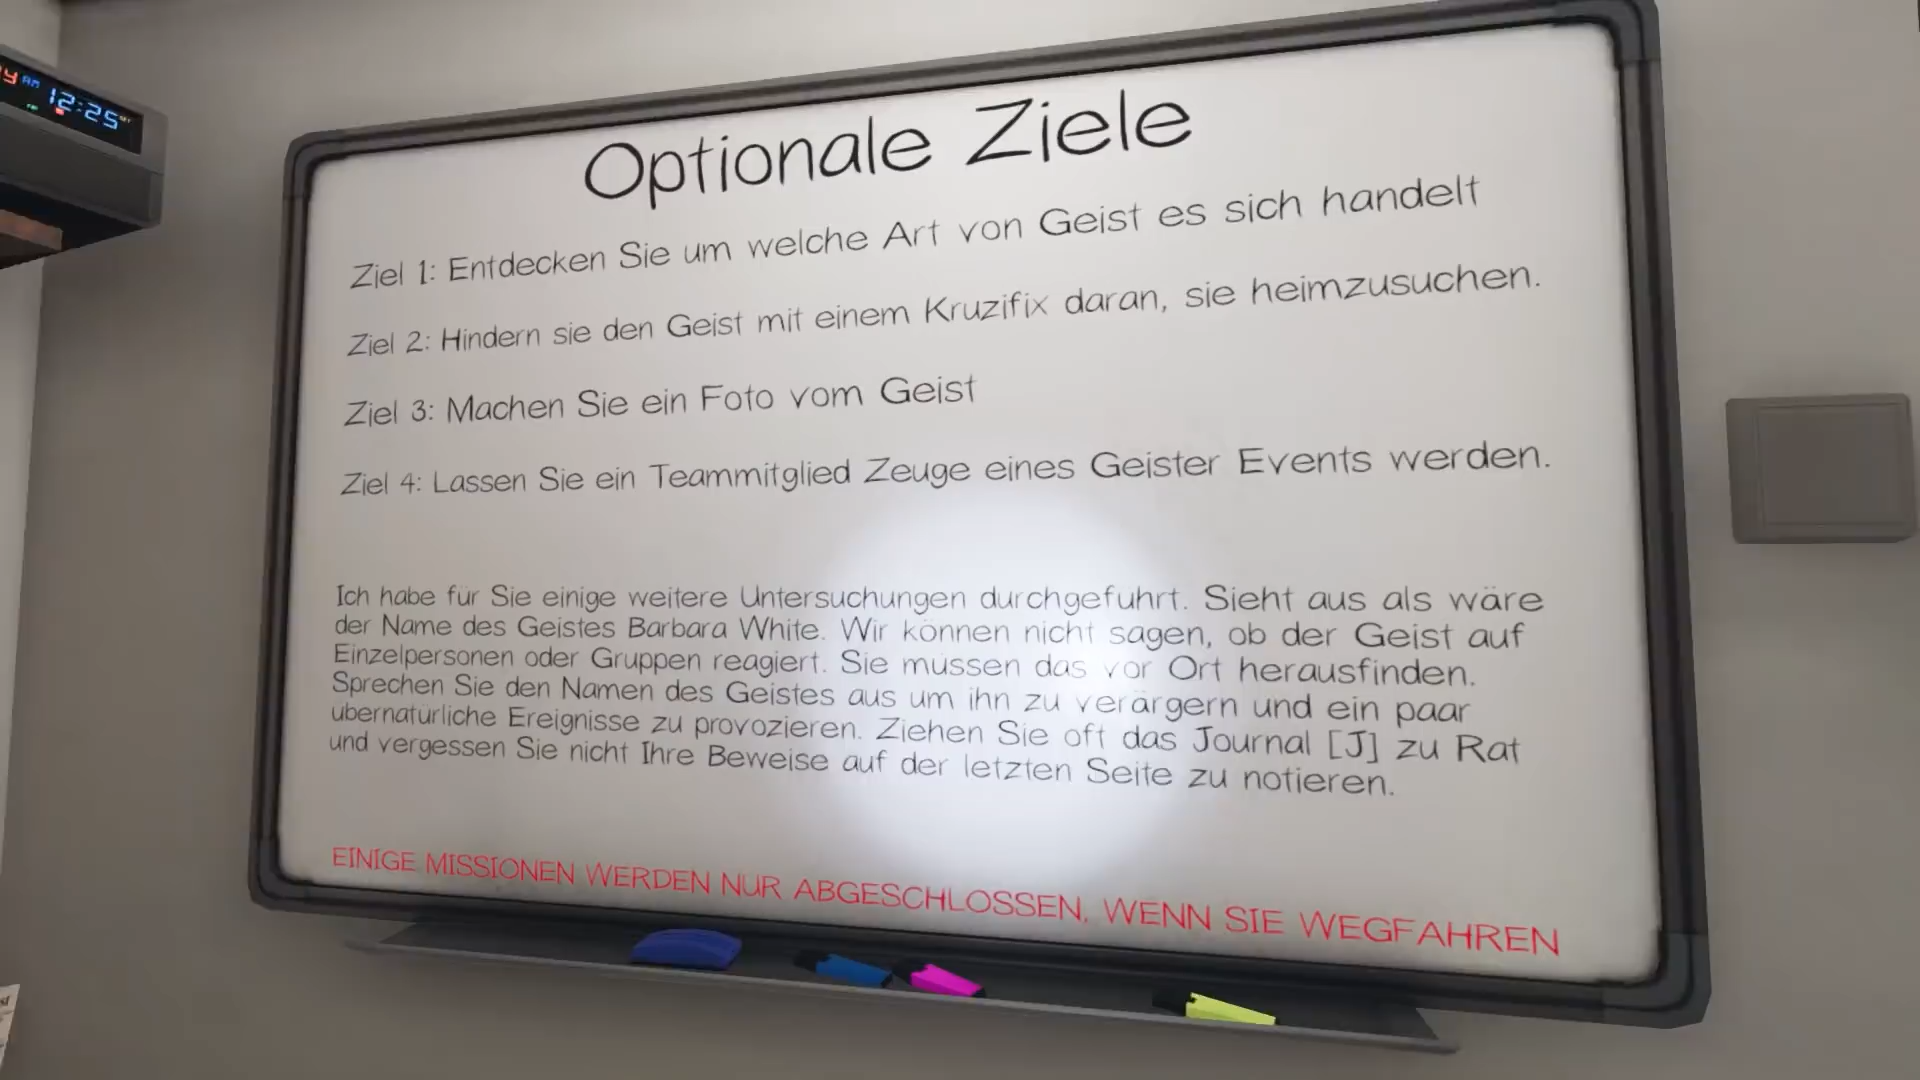 AM 12:25
Optionale Ziele
Ziel 1: Entdecken Sie um welche Art von Geist es sich handelt
Ziel 2: Hindern sie den Geist mit einem Kruzifix daran, sie heimzusuchen.
Ziel 3: Machen Sie ein Foto vom Geist
Ziel 4: Lassen Sie ein Teammitglied Zeuge eines Geister Events werden.
Ich habe für Sie einige weitere Untersuchungen durchgefuhrt. Sieht aus als wäre
der Name des Geistes Barbara White. Wir können nicht sagen, ob der Geist auf
Einzelpersonen oder Gruppen reagiert. Sie mussen das vor Ort herausfinden.
Sprechen Sie den Namen des Geistes aus um ihn zu verärgern und ein paar
ubernaturliche Ereignisse zu provozieren. Ziehen Sie oft das Journal [J] zu Rat
und vergessen Sie nicht Ihre Beweise auf der letzten Seite zu notieren.
EINIGE MISSIONEN WERDEN NUR ABGESCHLOSSEN, WENN SIE WEGFAHREN